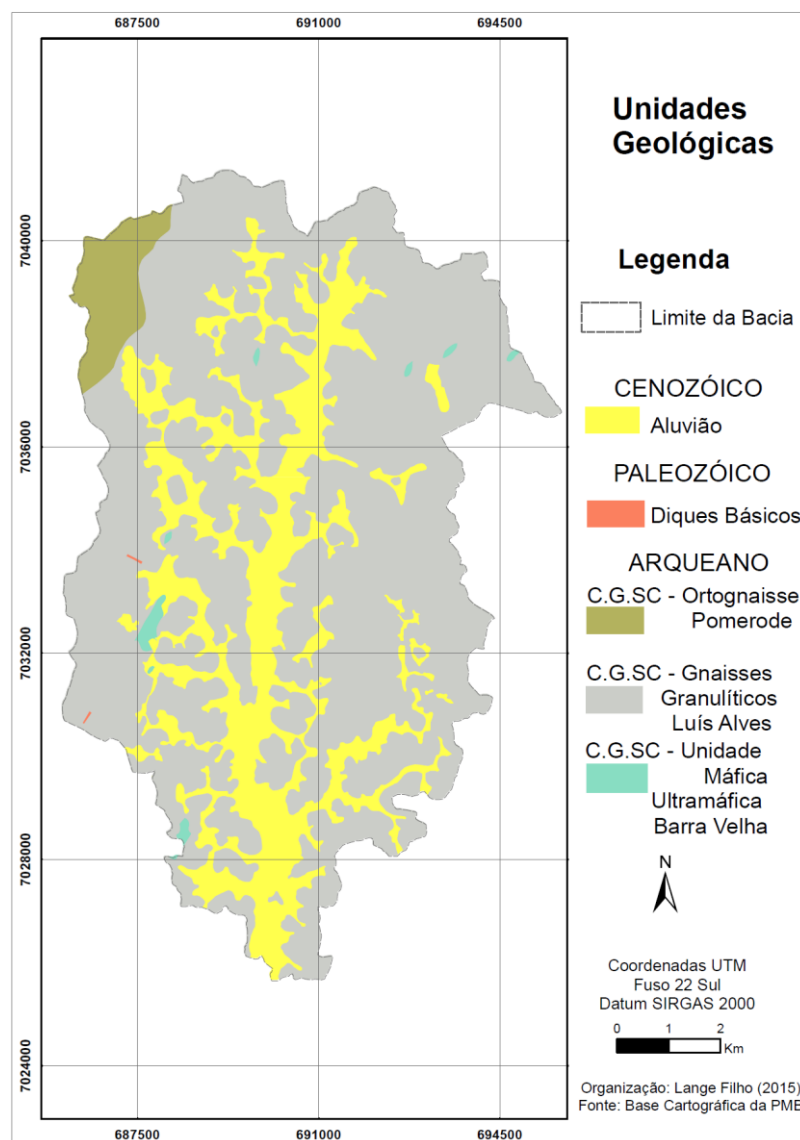 687500
691000
694500
7040000
7036000
7032000
7028000
7024000
687500
691000
694500
Unidades
Geológicas
Legenda
Limite da Bacia
CENOZÓICO
Aluvião
PALEOZÓICO
Diques Básicos
ARQUEANO
C.G.SC - Ortognaisse
Pomerode
C.G.SC - Gnaisses
Granulíticos
Luís Alves
C.G.SC - Unidade
Máfica
Ultramáfica
Barra Velha
N
Coordenadas UTM
Fuso 22 Sul
Datum SIRGAS 2000
0 1 2
Km
Organização: Lange Filho (2015)
Fonte: Base Cartográfica da PMB